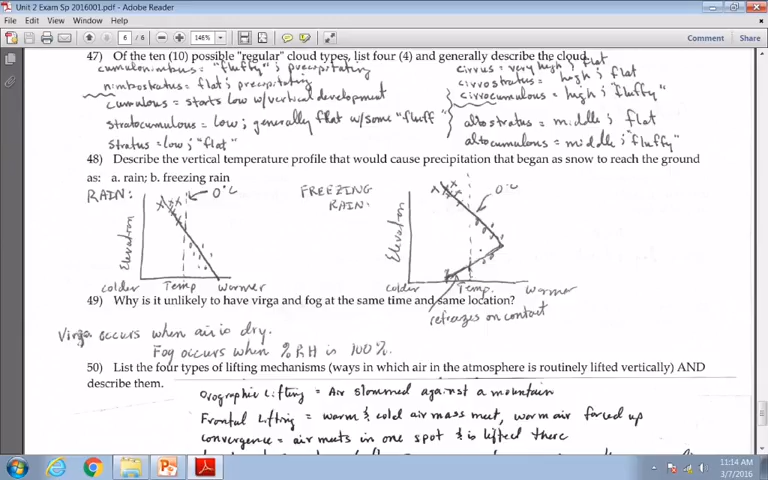 Unit 2 Exam Sp 2016001.pdf - Adobe Reader
File Edit View Window Help
6 / 6 146% Comment Share
47) Of the ten (10) possible "regular" cloud types, list four (4) and generally describe the cloud.
cumulonimbus = "fluffy"; precipitating
nimbostratus = flat; precipitating
cumulous = starts low w/vertical development
stratocumulous = low; generally flat w/some "fluff"
stratus = low; "flat"
cirrus = very high; flat
cirrostratus = high; flat
cirrocumulous = high; "fluffy"
altostratus = middle; flat
altocumulous = middle; "fluffy"
48) Describe the vertical temperature profile that would cause precipitation that began as snow to reach the ground
as: a. rain; b. freezing rain
RAIN:
0°C
Elevation
colder Temp warmer
FREEZING
RAIN:
0°C
Elevation
colder Temp. warmer
refreezes on contact
49) Why is it unlikely to have virga and fog at the same time and same location?
Virga occurs when air is dry.
Fog occurs when %RH is 100%.
50) List the four types of lifting mechanisms (ways in which air in the atmosphere is routinely lifted vertically) AND
describe them.
Orographic Lifting = Air slammed against a mountain
Frontal Lifting = warm & cold air mass meet, warm air forced up
convergence = air meets in one spot & is lifted there
11:14 AM
3/7/2016